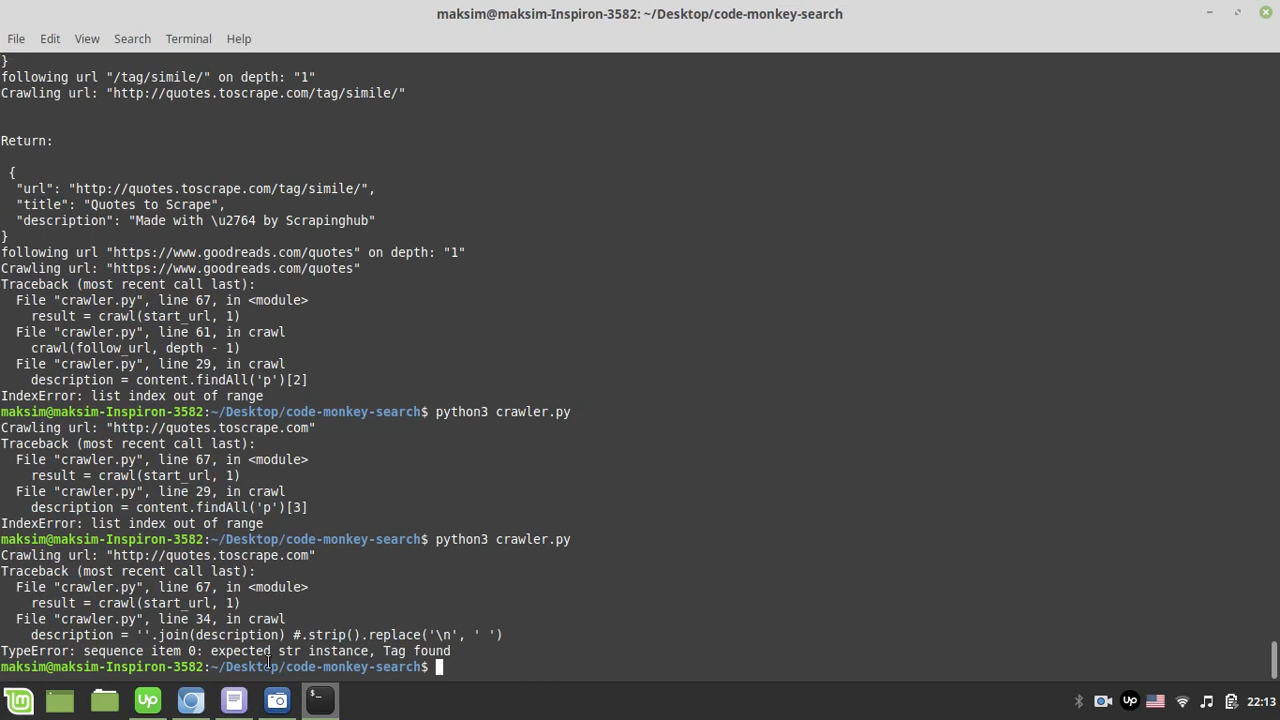 maksim@maksim-Inspiron-3582: ~/Desktop/code-monkey-search
File Edit View Search Terminal Help
}
following url "/tag/simile/" on depth: "1"
Crawling url: "http://quotes.toscrape.com/tag/simile/"
Return:
{
"url": "http://quotes.toscrape.com/tag/simile/",
"title": "Quotes to Scrape",
"description": "Made with \u2764 by Scrapinghub"
}
following url "https://www.goodreads.com/quotes" on depth: "1"
Crawling url: "https://www.goodreads.com/quotes"
Traceback (most recent call last):
File "crawler.py", line 67, in <module>
result = crawl(start_url, 1)
File "crawler.py", line 61, in crawl
crawl(follow_url, depth - 1)
File "crawler.py", line 29, in crawl
description = content.findAll('p')[2]
IndexError: list index out of range
maksim@maksim-Inspiron-3582:~/Desktop/code-monkey-search$ python3 crawler.py
Crawling url: "http://quotes.toscrape.com"
Traceback (most recent call last):
File "crawler.py", line 67, in <module>
result = crawl(start_url, 1)
File "crawler.py", line 29, in crawl
description = content.findAll('p')[3]
IndexError: list index out of range
maksim@maksim-Inspiron-3582:~/Desktop/code-monkey-search$ python3 crawler.py
Crawling url: "http://quotes.toscrape.com"
Traceback (most recent call last):
File "crawler.py", line 67, in <module>
result = crawl(start_url, 1)
File "crawler.py", line 34, in crawl
description = ''.join(description) #.strip().replace('\n', ' ')
TypeError: sequence item 0: expected str instance, Tag found
maksim@maksim-Inspiron-3582:~/Desktop/code-monkey-search$
Up Up 22:13